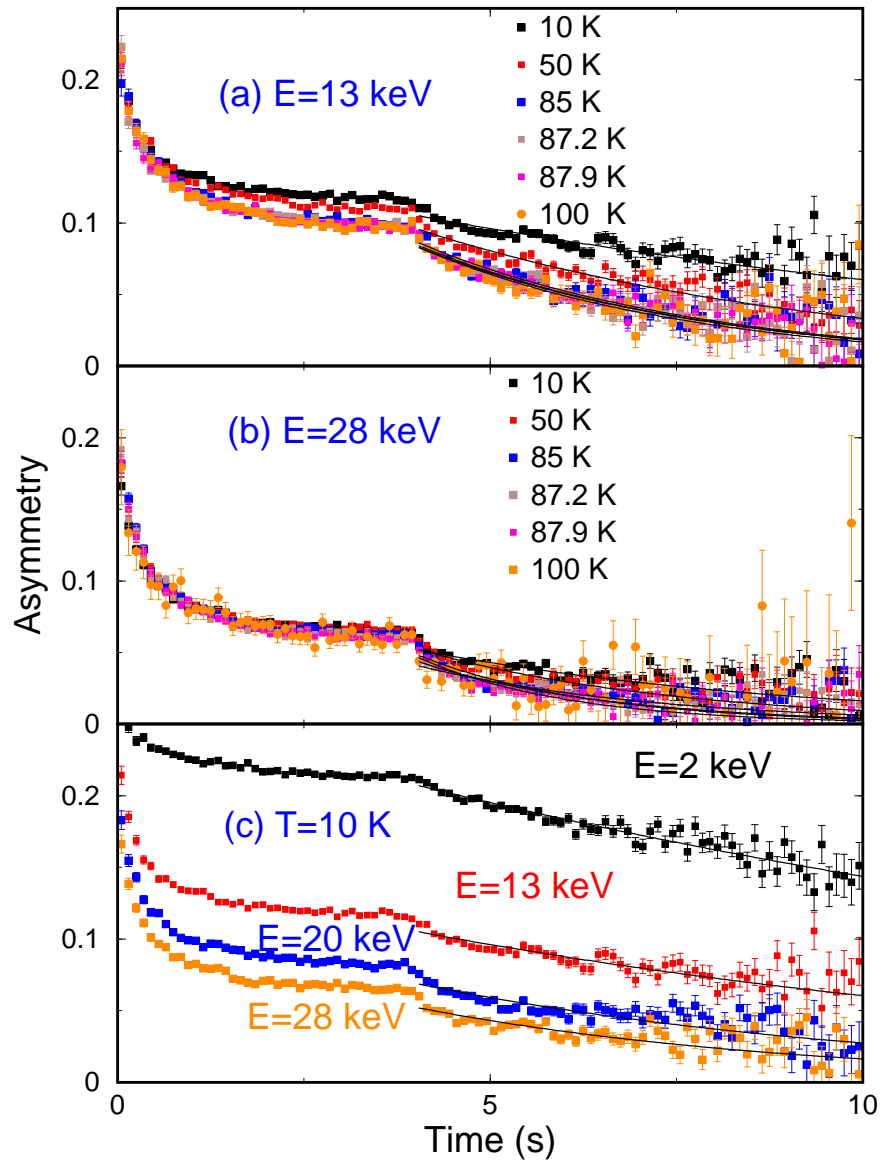 10 K
50 K
85 K
87.2 K
87.9 K
100 K
(a) E=13 keV
0.2
0.1
0
10 K
50 K
85 K
87.2 K
87.9 K
100 K
(b) E=28 keV
0.2
0.1
0
Asymmetry
E=2 keV
(c) T=10 K
E=13 keV
E=20 keV
E=28 keV
0.2
0.1
0
0 5 10
Time (s)